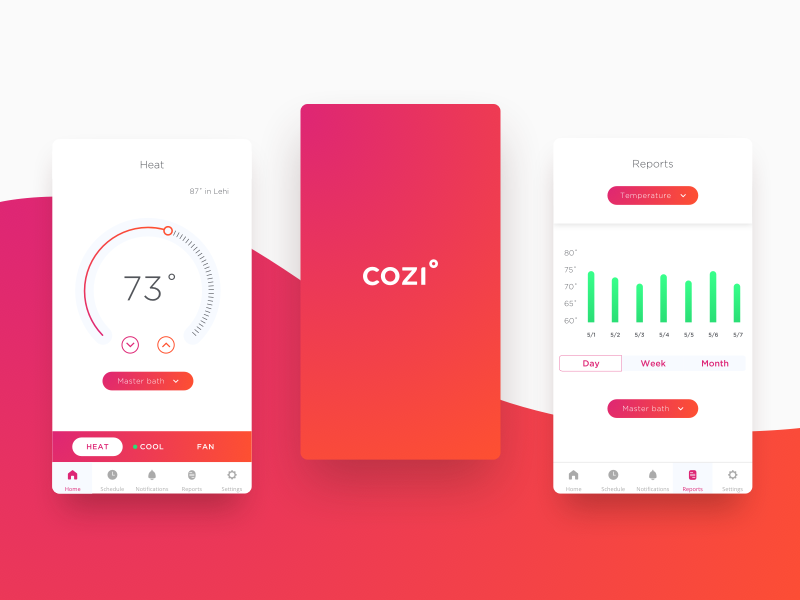 Heat
87° in Lehi
73°
Master bath
HEAT COOL FAN
Home Schedule Notifications Reports Settings
COZI°
Reports
Temperature
80°
75°
70°
65°
60°
5/1 5/2 5/3 5/4 5/5 5/6 5/7
Day Week Month
Master bath
Home Schedule Notifications Reports Settings